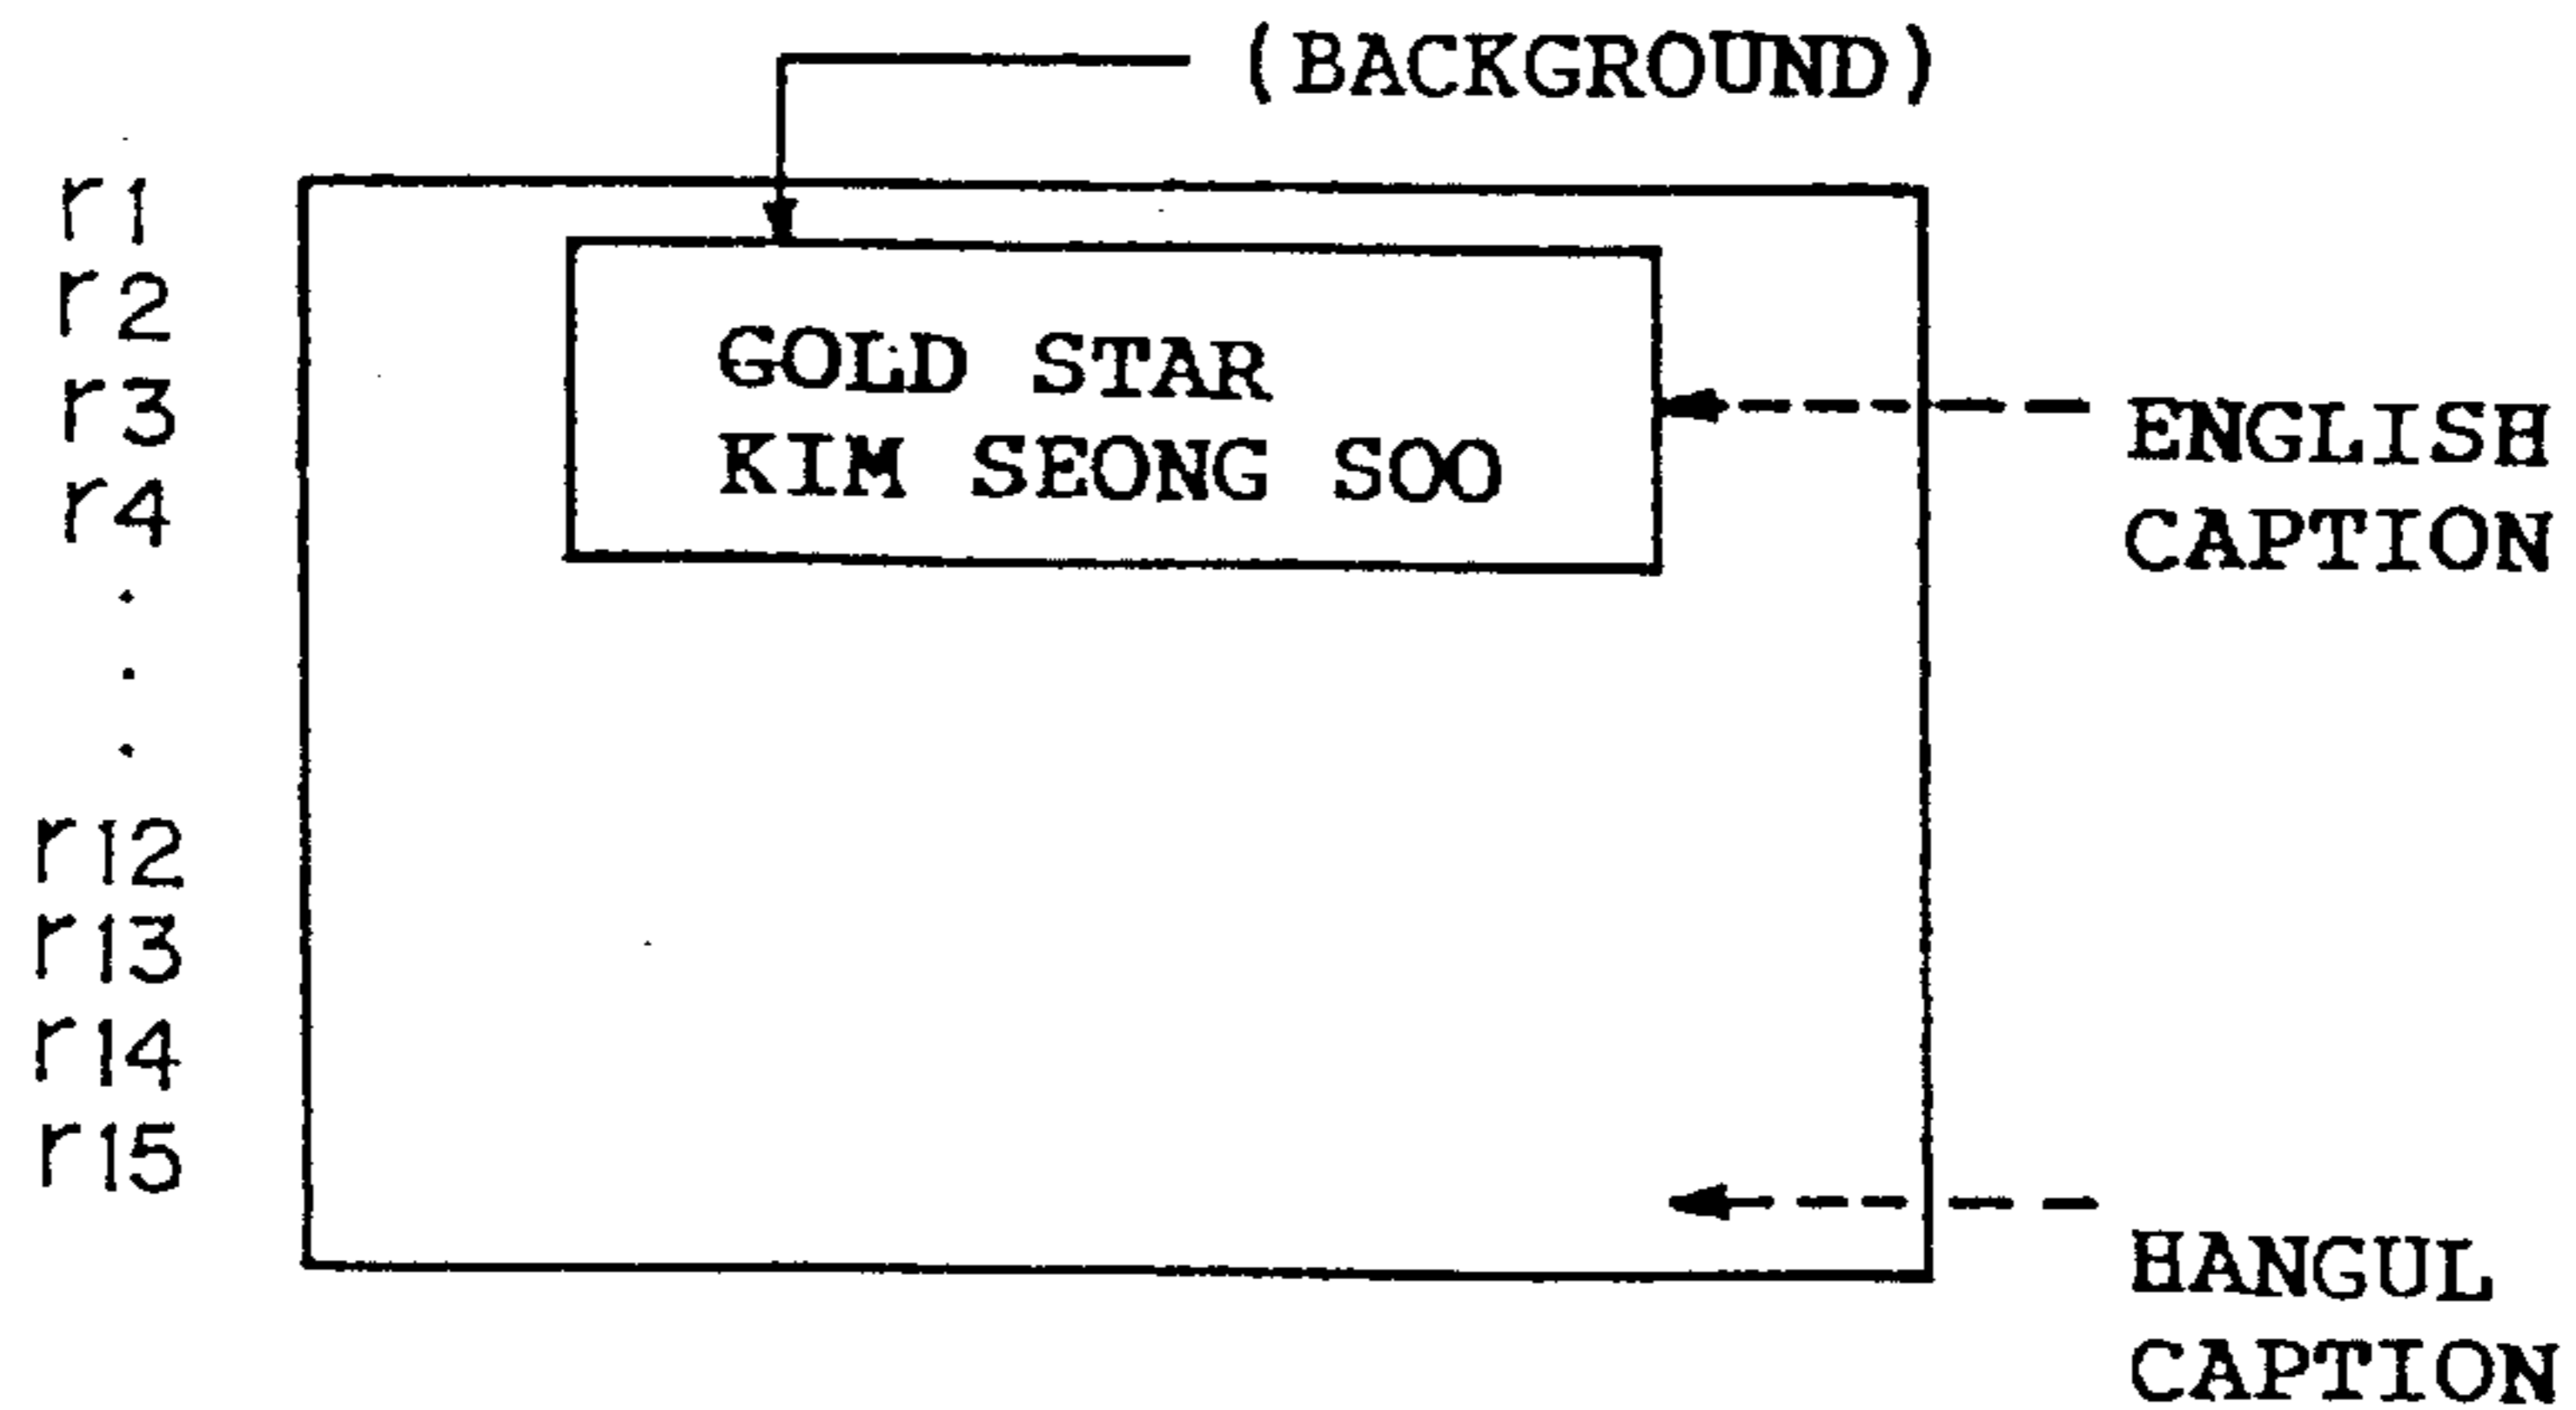 (BACKGROUND)
r1
r2
r3
r4
.
.
.
r12
r13
r14
r15
GOLD STAR
KIM SEONG SOO
ENGLISH
CAPTION
HANGUL
CAPTION